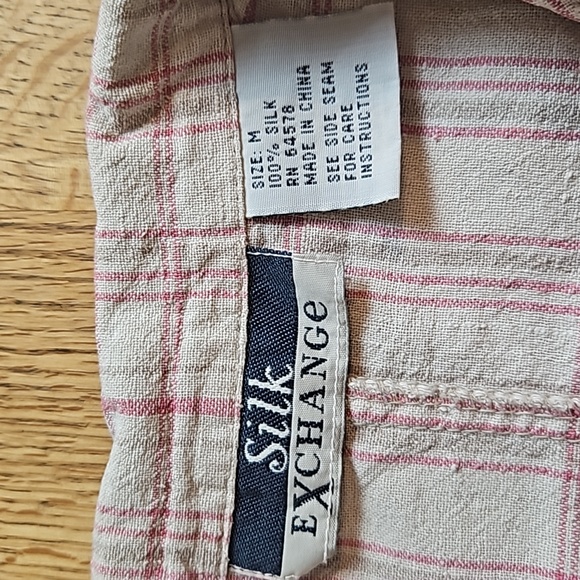 SIZE: M
100% SILK
RN 64578
MADE IN CHINA
SEE SIDE SEAM
FOR CARE
INSTRUCTIONS
Silk
EXCHANGe